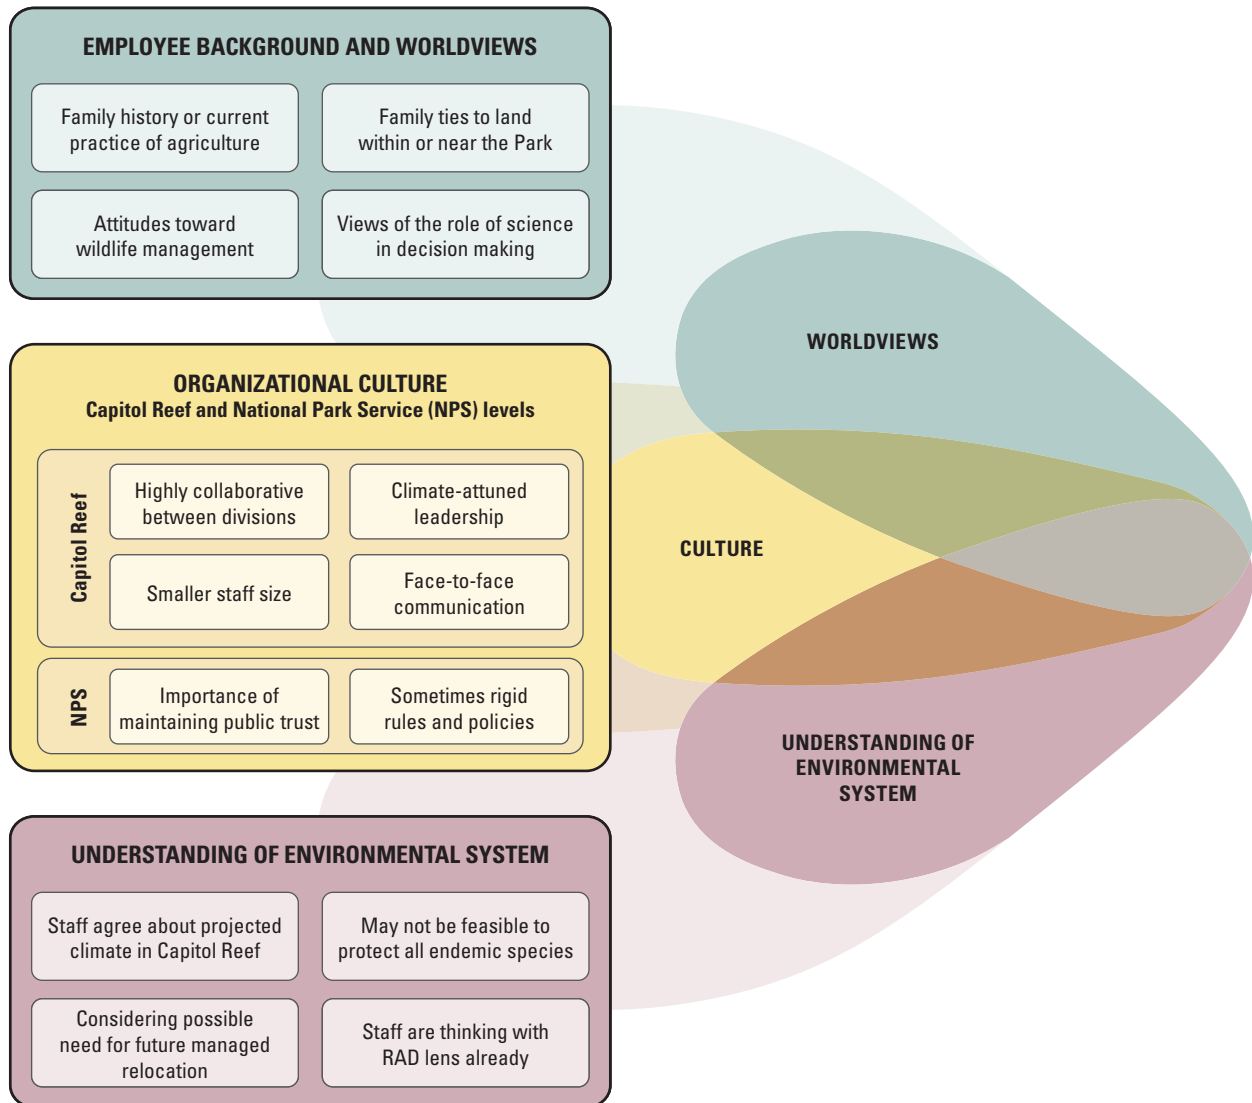 EMPLOYEE BACKGROUND AND WORLDVIEWS
Family history or current
practice of agriculture
Family ties to land
within or near the Park
Attitudes toward
wildlife management
Views of the role of science
in decision making
ORGANIZATIONAL CULTURE
Capitol Reef and National Park Service (NPS) levels
Capitol Reef
Highly collaborative
between divisions
Climate-attuned
leadership
Smaller staff size
Face-to-face
communication
NPS
Importance of
maintaining public trust
Sometimes rigid
rules and policies
UNDERSTANDING OF ENVIRONMENTAL SYSTEM
Staff agree about projected
climate in Capitol Reef
May not be feasible to
protect all endemic species
Considering possible
need for future managed
relocation
Staff are thinking with
RAD lens already
WORLDVIEWS
CULTURE
UNDERSTANDING OF
ENVIRONMENTAL
SYSTEM